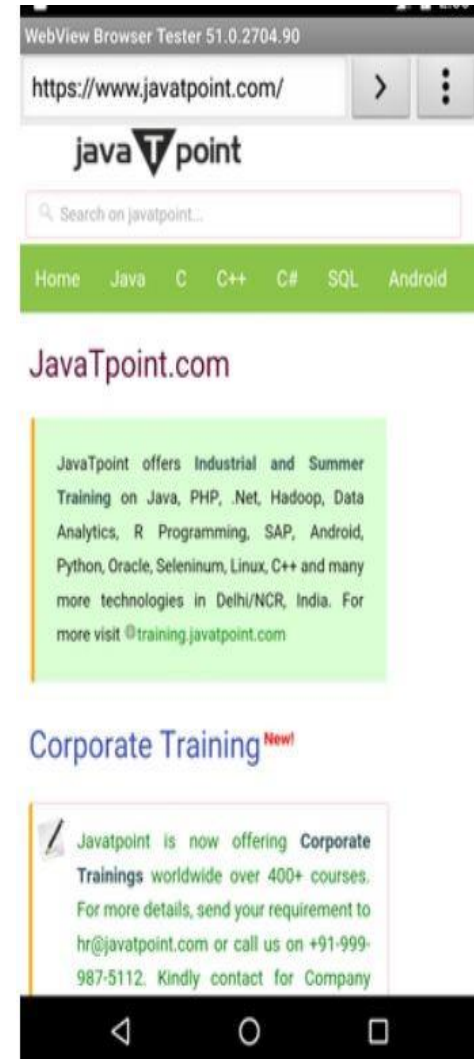 WebView Browser Tester 51.0.2704.90
https://www.javatpoint.com/
java T point
Search on javatpoint...
Home Java C C++ C# SQL Android
JavaTpoint.com
JavaTpoint offers Industrial and Summer
Training on Java, PHP, .Net, Hadoop, Data
Analytics, R Programming, SAP, Android,
Python, Oracle, Seleninum, Linux, C++ and many
more technologies in Delhi/NCR, India. For
more visit training.javatpoint.com
Corporate Training New!
Javatpoint is now offering Corporate
Trainings worldwide over 400+ courses.
For more details, send your requirement to
hr@javatpoint.com or call us on +91-999-
987-5112. Kindly contact for Company